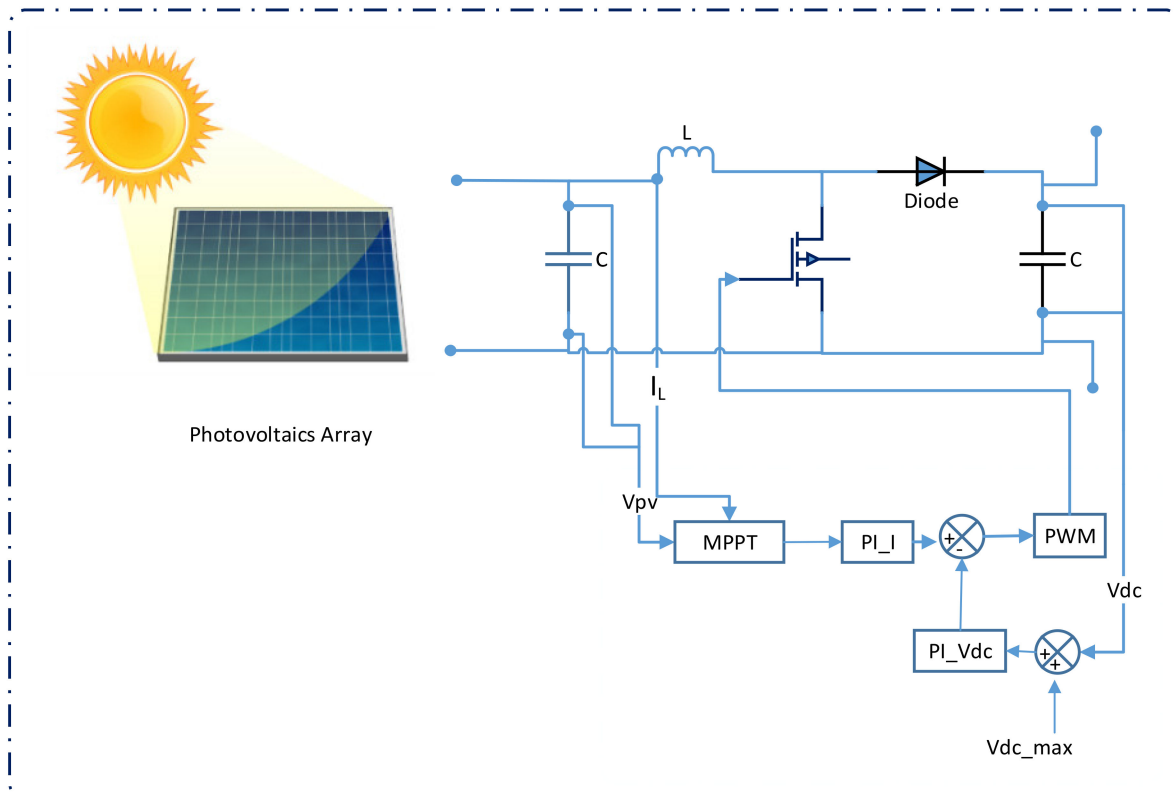 L
Diode
C
C
I_L
Photovoltaics Array
Vpv
MPPT
PI_I
+
-
PWM
Vdc
PI_Vdc
+
+
Vdc_max